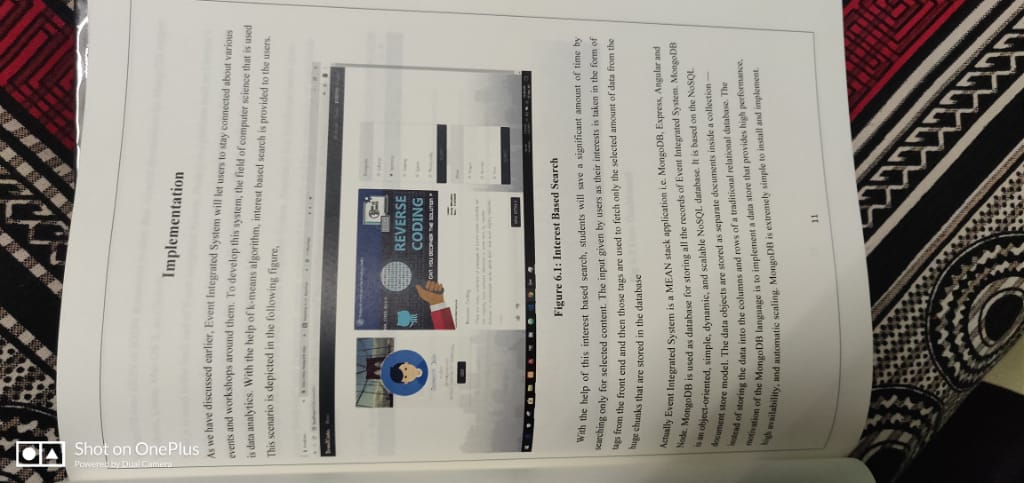 Shot on OnePlus
Powered by Dual Camera
Implementation
As we have discussed earlier, Event Integrated System will let users to stay connected about various
events and workshops around them. To develop this system, the field of computer science that is used
is data analytics. With the help of k-means algorithm, interest based search is provided to the users.
This scenario is depicted in the following figure,
REVERSE
CODING
CAN YOU DECIPHER THE SOLUTION ?
Reverse Coding
Figure 6.1: Interest Based Search
With the help of this interest based search, students will save a significant amount of time by
searching only for selected content. The input given by users as their interests is taken in the form of
tags from the front end and then those tags are used to fetch only the selected amount of data from the
huge chunks that are stored in the database
Actually Event Integrated System is a MEAN stack application i.e. MongoDB, Express, Angular and
Node. MongoDB is used as database for storing all the records of Event Integrated System. MongoDB
is an object-oriented, simple, dynamic, and scalable NoSQL database. It is based on the NoSQL
document store model. The data objects are stored as separate documents inside a collection —
instead of storing the data into the columns and rows of a traditional relational database. The
motivation of the MongoDB language is to implement a data store that provides high performance,
high availability, and automatic scaling. MongoDB is extremely simple to install and implement.
11